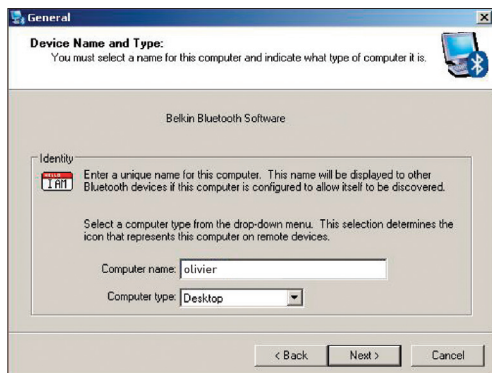 General
Device Name and Type:
You must select a name for this computer and indicate what type of computer it is.
Belkin Bluetooth Software
Identity
HELLO
I AM
Enter a unique name for this computer. This name will be displayed to other
Bluetooth devices if this computer is configured to allow itself to be discovered.
Select a computer type from the drop-down menu. This selection determines the
icon that represents this computer on remote devices.
Computer name: olivier
Computer type: Desktop
< Back Next > Cancel